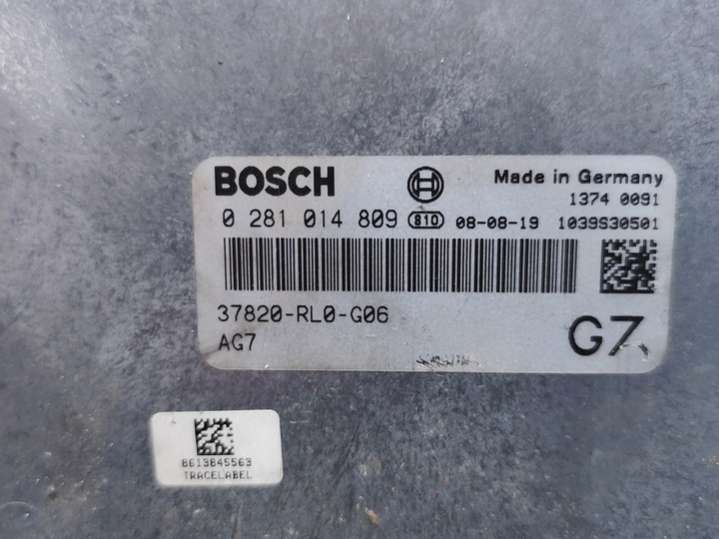 BOSCH Made in Germany
1374 0091
0 281 014 809 810 08-08-19 1039S30501
37820-RL0-G06
AG7 G7
8613845563
TRACELABEL